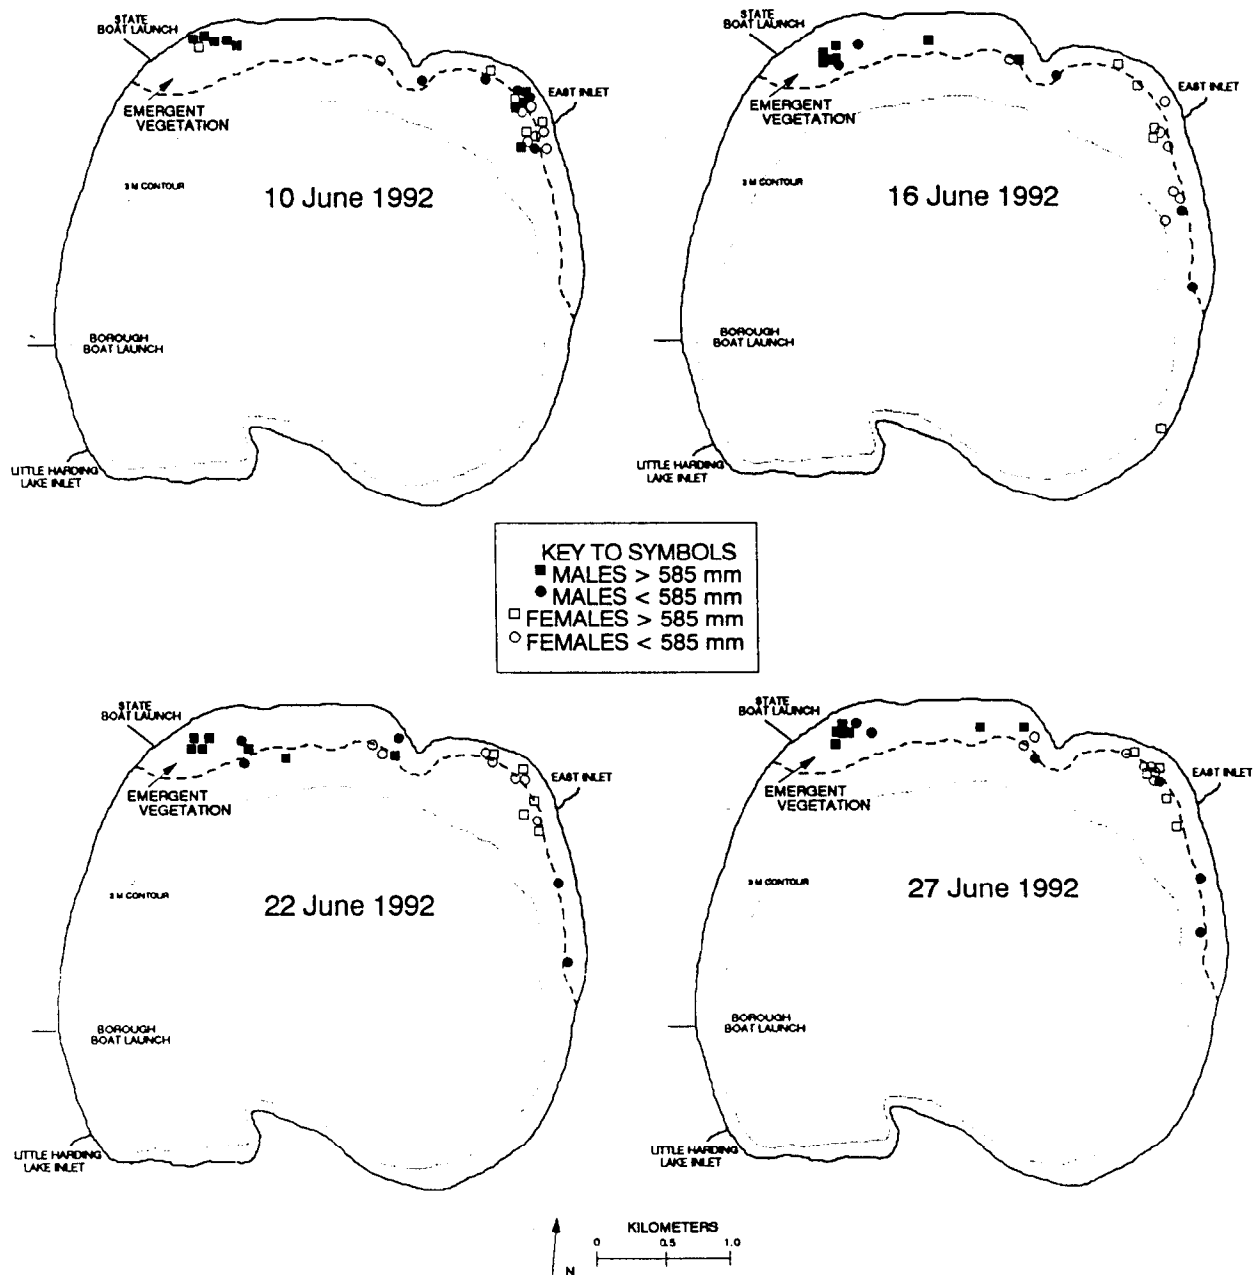 STATE
BOAT LAUNCH
EMERGENT
VEGETATION
EAST INLET
3 M CONTOUR
10 June 1992
BOROUGH
BOAT LAUNCH
LITTLE HARDING
LAKE INLET
STATE
BOAT LAUNCH
EMERGENT
VEGETATION
EAST INLET
3 M CONTOUR
16 June 1992
BOROUGH
BOAT LAUNCH
LITTLE HARDING
LAKE INLET
KEY TO SYMBOLS
MALES > 585 mm
MALES < 585 mm
FEMALES > 585 mm
FEMALES < 585 mm
STATE
BOAT LAUNCH
EMERGENT
VEGETATION
EAST INLET
3 M CONTOUR
22 June 1992
BOROUGH
BOAT LAUNCH
LITTLE HARDING
LAKE INLET
STATE
BOAT LAUNCH
EMERGENT
VEGETATION
EAST INLET
3 M CONTOUR
27 June 1992
BOROUGH
BOAT LAUNCH
LITTLE HARDING
LAKE INLET
KILOMETERS
0 0.5 1.0
N